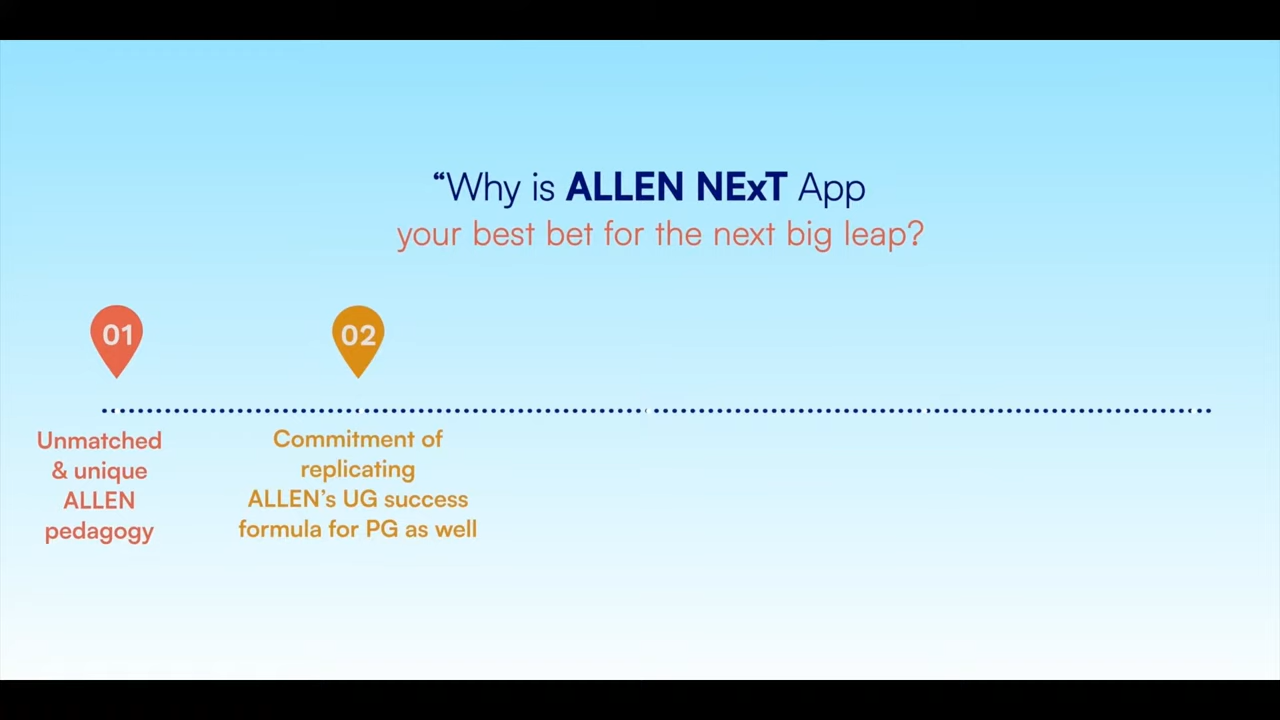 “Why is ALLEN NExT App
your best bet for the next big leap?
01
02
Unmatched
& unique
ALLEN
pedagogy
Commitment of
replicating
ALLEN’s UG success
formula for PG as well